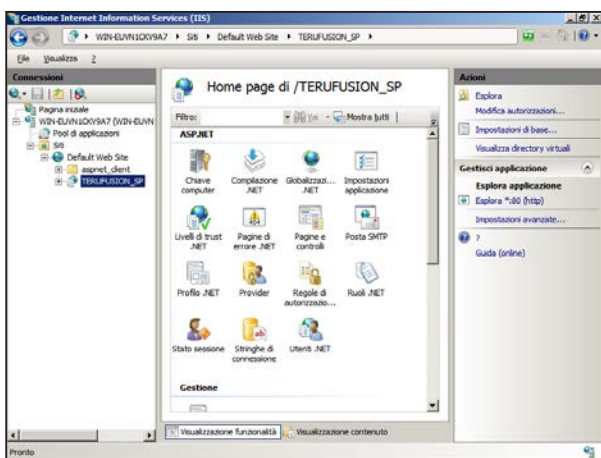 Gestione Internet Information Services (IIS)
WIN-EUVN1CKV9A7 Siti Default Web Site TERUFUSION_SP
File Visualizza ?
Connessioni
Pagina iniziale
WIN-EUVN1CKV9A7 (WIN-EUVN
Pool di applicazioni
Siti
Default Web Site
aspnet_client
TERUFUSION_SP
Home page di /TERUFUSION_SP
Filtro: Vai Mostra tutti
ASP.NET
Chiave computer
Compilazione .NET
Globalizzazi... .NET
Impostazioni applicazione
Livelli di trust .NET
Pagine di errore .NET
Pagine e controlli
Posta SMTP
Profilo .NET
Provider
Regole di autorizzazio...
Ruoli .NET
Stato sessione
Stringhe di connessione
Utenti .NET
Gestione
Visualizzazione funzionalità Visualizzazione contenuto
Azioni
Esplora
Modifica autorizzazioni...
Impostazioni di base...
Visualizza directory virtuali
Gestisci applicazione
Esplora applicazione
Esplora *:80 (http)
Impostazioni avanzate...
?
Guida (online)
Pronto